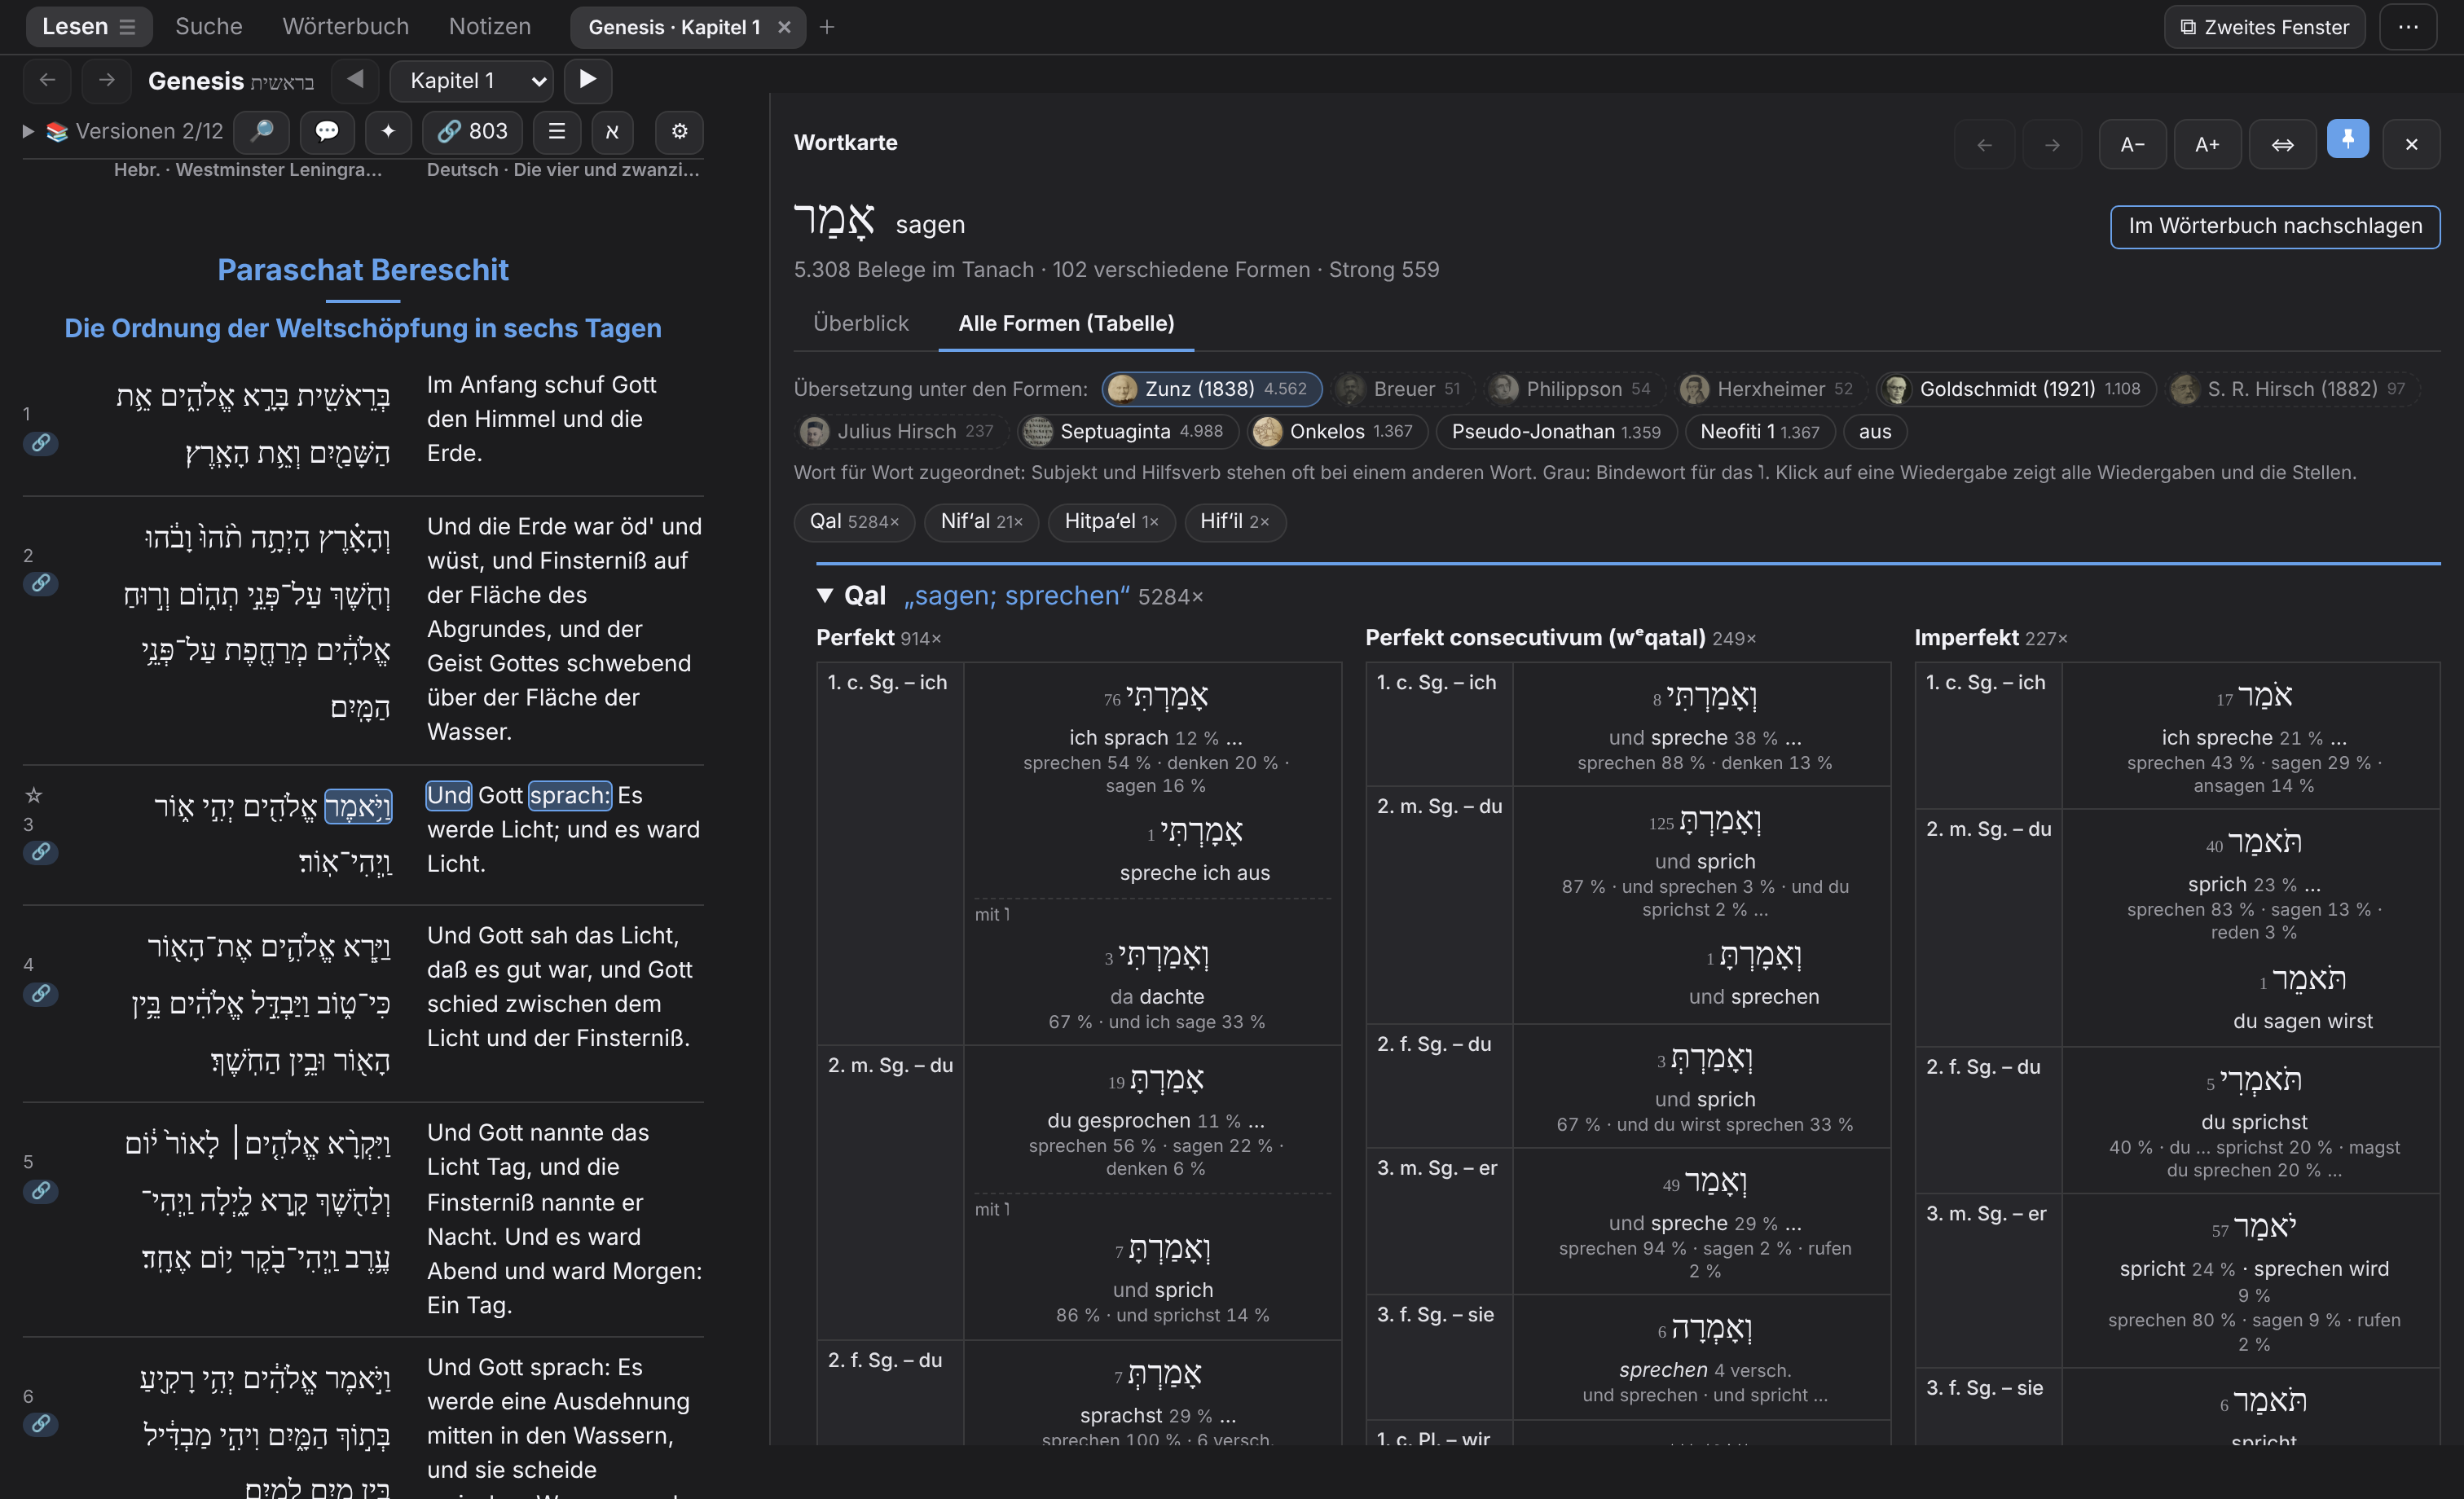 Lesen ☰ Suche Wörterbuch Notizen Genesis · Kapitel 1 ✕ + Zweites Fenster ⋯
← → Genesis בראשית ◀ Kapitel 1 ▶
▶ Versionen 2/12 803 ☰ א
Hebr. · Westminster Leningra… Deutsch · Die vier und zwanzi…
Paraschat Bereschit
Die Ordnung der Weltschöpfung in sechs Tagen
1
בְּרֵאשִׁ֖ית בָּרָ֣א אֱלֹהִ֑ים אֵ֥ת
הַשָּׁמַ֖יִם וְאֵ֥ת הָאָֽרֶץ׃
Im Anfang schuf Gott
den Himmel und die
Erde.
2
וְהָאָ֗רֶץ הָיְתָ֥ה תֹ֙הוּ֙ וָבֹ֔הוּ
וְחֹ֖שֶׁךְ עַל־פְּנֵ֣י תְה֑וֹם וְר֣וּחַ
אֱלֹהִ֔ים מְרַחֶ֖פֶת עַל־פְּנֵ֥י
הַמָּֽיִם׃
Und die Erde war öd' und
wüst, und Finsterniß auf
der Fläche des
Abgrundes, und der
Geist Gottes schwebend
über der Fläche der
Wasser.
☆
3
וַיֹּ֥אמֶר אֱלֹהִ֖ים יְהִ֣י א֑וֹר
וַֽיְהִי־אֽוֹר׃
Und Gott sprach: Es
werde Licht; und es ward
Licht.
4
וַיַּ֧רְא אֱלֹהִ֛ים אֶת־הָא֖וֹר
כִּי־ט֑וֹב וַיַּבְדֵּ֣ל אֱלֹהִ֔ים בֵּ֥ין
הָא֖וֹר וּבֵ֥ין הַחֹֽשֶׁךְ׃
Und Gott sah das Licht,
daß es gut war, und Gott
schied zwischen dem
Licht und der Finsterniß.
5
וַיִּקְרָ֨א אֱלֹהִ֤ים׀ לָאוֹר֙ י֔וֹם
וְלַחֹ֖שֶׁךְ קָ֣רָא לָ֑יְלָה וַֽיְהִי־
עֶ֥רֶב וַֽיְהִי־בֹ֖קֶר י֥וֹם אֶחָֽד׃
Und Gott nannte das
Licht Tag, und die
Finsterniß nannte er
Nacht. Und es ward
Abend und ward Morgen:
Ein Tag.
6
וַיֹּ֣אמֶר אֱלֹהִ֔ים יְהִ֥י רָקִ֖יעַ
בְּת֣וֹךְ הַמָּ֑יִם וִיהִ֣י מַבְדִּ֔יל
בֵּ֥ין מַ֖יִם לָמָֽיִם׃
Und Gott sprach: Es
werde eine Ausdehnung
mitten in den Wassern,
und sie scheide
Wortkarte
← → A− A+ ⇔ ✕
אָמַר sagen
Im Wörterbuch nachschlagen
5.308 Belege im Tanach · 102 verschiedene Formen · Strong 559
Überblick Alle Formen (Tabelle)
Übersetzung unter den Formen: Zunz (1838) 4.562 Breuer 51 Philippson 54 Herxheimer 52 Goldschmidt (1921) 1.108 S. R. Hirsch (1882) 97
Julius Hirsch 237 Septuaginta 4.988 Onkelos 1.367 Pseudo-Jonathan 1.359 Neofiti 1 1.367 aus
Wort für Wort zugeordnet: Subjekt und Hilfsverb stehen oft bei einem anderen Wort. Grau: Bindewort für das ו. Klick auf eine Wiedergabe zeigt alle Wiedergaben und die Stellen.
Qal 5284× Nif‘al 21× Hitpa‘el 1× Hif‘il 2×
▼ Qal „sagen; sprechen“ 5284×
Perfekt 914×
1. c. Sg. – ich
אָמַרְתִּי 76
ich sprach 12 % …
sprechen 54 % · denken 20 % ·
sagen 16 %
אָמָרְתִּי 1
spreche ich aus
mit ו
וְאָמַרְתִּי 3
da dachte
67 % · und ich sage 33 %
2. m. Sg. – du
אָמַרְתָּ 19
du gesprochen 11 % …
sprechen 56 % · sagen 22 % ·
denken 6 %
mit ו
וְאָמַרְתָּ 7
und sprich
86 % · und sprichst 14 %
2. f. Sg. – du
אָמַרְתְּ 7
sprachst 29 % …
sprechen 100 % · 6 versch.
Perfekt consecutivum (wᵉqatal) 249×
1. c. Sg. – ich
וְאָמַרְתִּי 8
und spreche 38 % …
sprechen 88 % · denken 13 %
2. m. Sg. – du
וְאָמַרְתָּ 125
und sprich
87 % · und sprechen 3 % · und du
sprichst 2 % …
וְאָמָרְתָּ 1
und sprechen
2. f. Sg. – du
וְאָמַרְתְּ 3
und sprich
67 % · und du wirst sprechen 33 %
3. m. Sg. – er
וְאָמַר 49
und spreche 29 % …
sprechen 94 % · sagen 2 % · rufen
2 %
3. f. Sg. – sie
וְאָמְרָה 6
sprechen 4 versch.
und sprechen · und spricht …
1. c. Pl. – wir
Imperfekt 227×
1. c. Sg. – ich
אֹמַר 17
ich spreche 21 % …
sprechen 43 % · sagen 29 % ·
ansagen 14 %
2. m. Sg. – du
תֹּאמַר 40
sprich 23 % …
sprechen 83 % · sagen 13 % ·
reden 3 %
תֹּאמֵר 1
du sagen wirst
2. f. Sg. – du
תֹּאמְרִי 5
du sprichst
40 % · du … sprichst 20 % · magst
du sprechen 20 % …
3. m. Sg. – er
יֹאמַר 57
spricht 24 % · sprechen wird
9 %
sprechen 80 % · sagen 9 % · rufen
2 %
3. f. Sg. – sie
תֹּאמַר 6
spricht